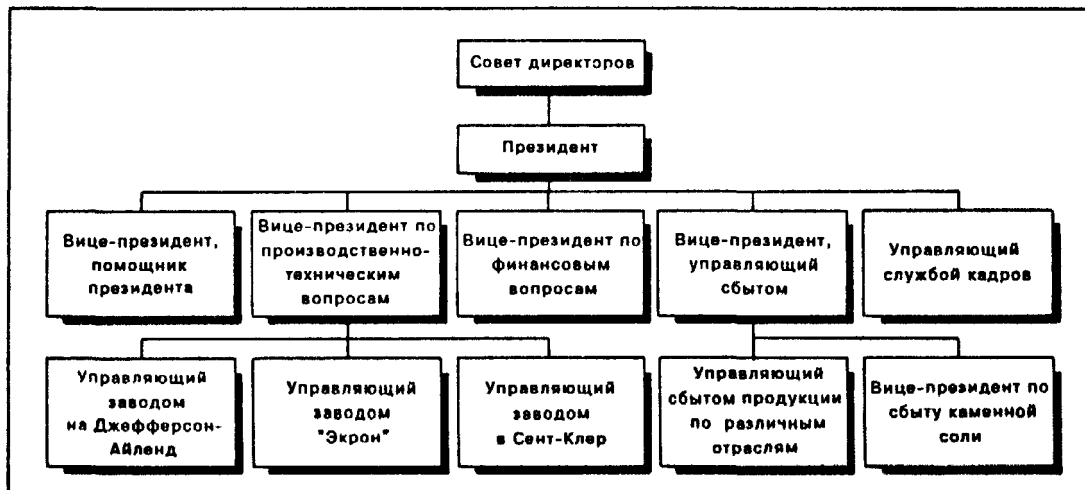 Совет директоров
Президент
Вице-президент,
помощник
президента
Вице-президент по
производственно-
техническим
вопросам
Вице-президент по
финансовым
вопросам
Вице-президент,
управляющий
сбытом
Управляющий
службой кадров
Управляющий
заводом
на Джефферсон-
Айленд
Управляющий
заводом
"Экрон"
Управляющий
заводом
в Сент-Клер
Управляющий
сбытом продукции
по различным
отраслям
Вице-президент по
сбыту каменной
соли